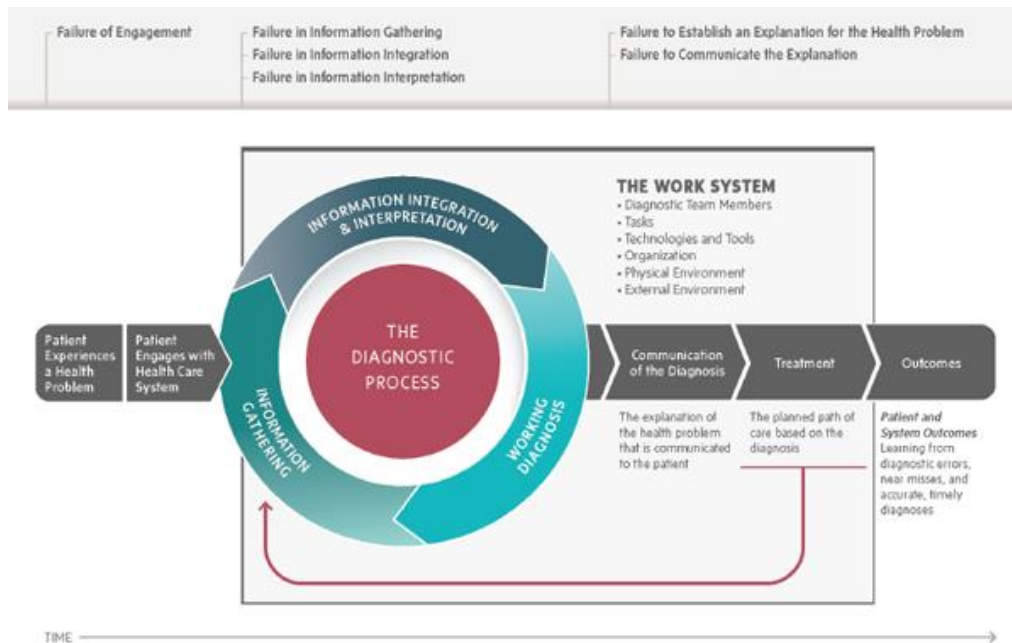 Failure of Engagement
Failure in Information Gathering
Failure in Information Integration
Failure in Information Interpretation
Failure to Establish an Explanation for the Health Problem
Failure to Communicate the Explanation
INFORMATION INTEGRATION
& INTERPRETATION
THE WORK SYSTEM
• Diagnostic Team Members
• Tasks
• Technologies and Tools
• Organization
• Physical Environment
• External Environment
Patient
Experiences
a Health
Problem
Patient
Engages with
Health Care
System
THE
DIAGNOSTIC
PROCESS
INFORMATION
GATHERING
WORKING
DIAGNOSIS
Communication
of the Diagnosis
Treatment
Outcomes
The explanation of
the health problem
that is communicated
to the patient
The planned path of
care based on the
diagnosis
Patient and
System Outcomes
Learning from
diagnostic errors,
near misses, and
accurate, timely
diagnoses
TIME